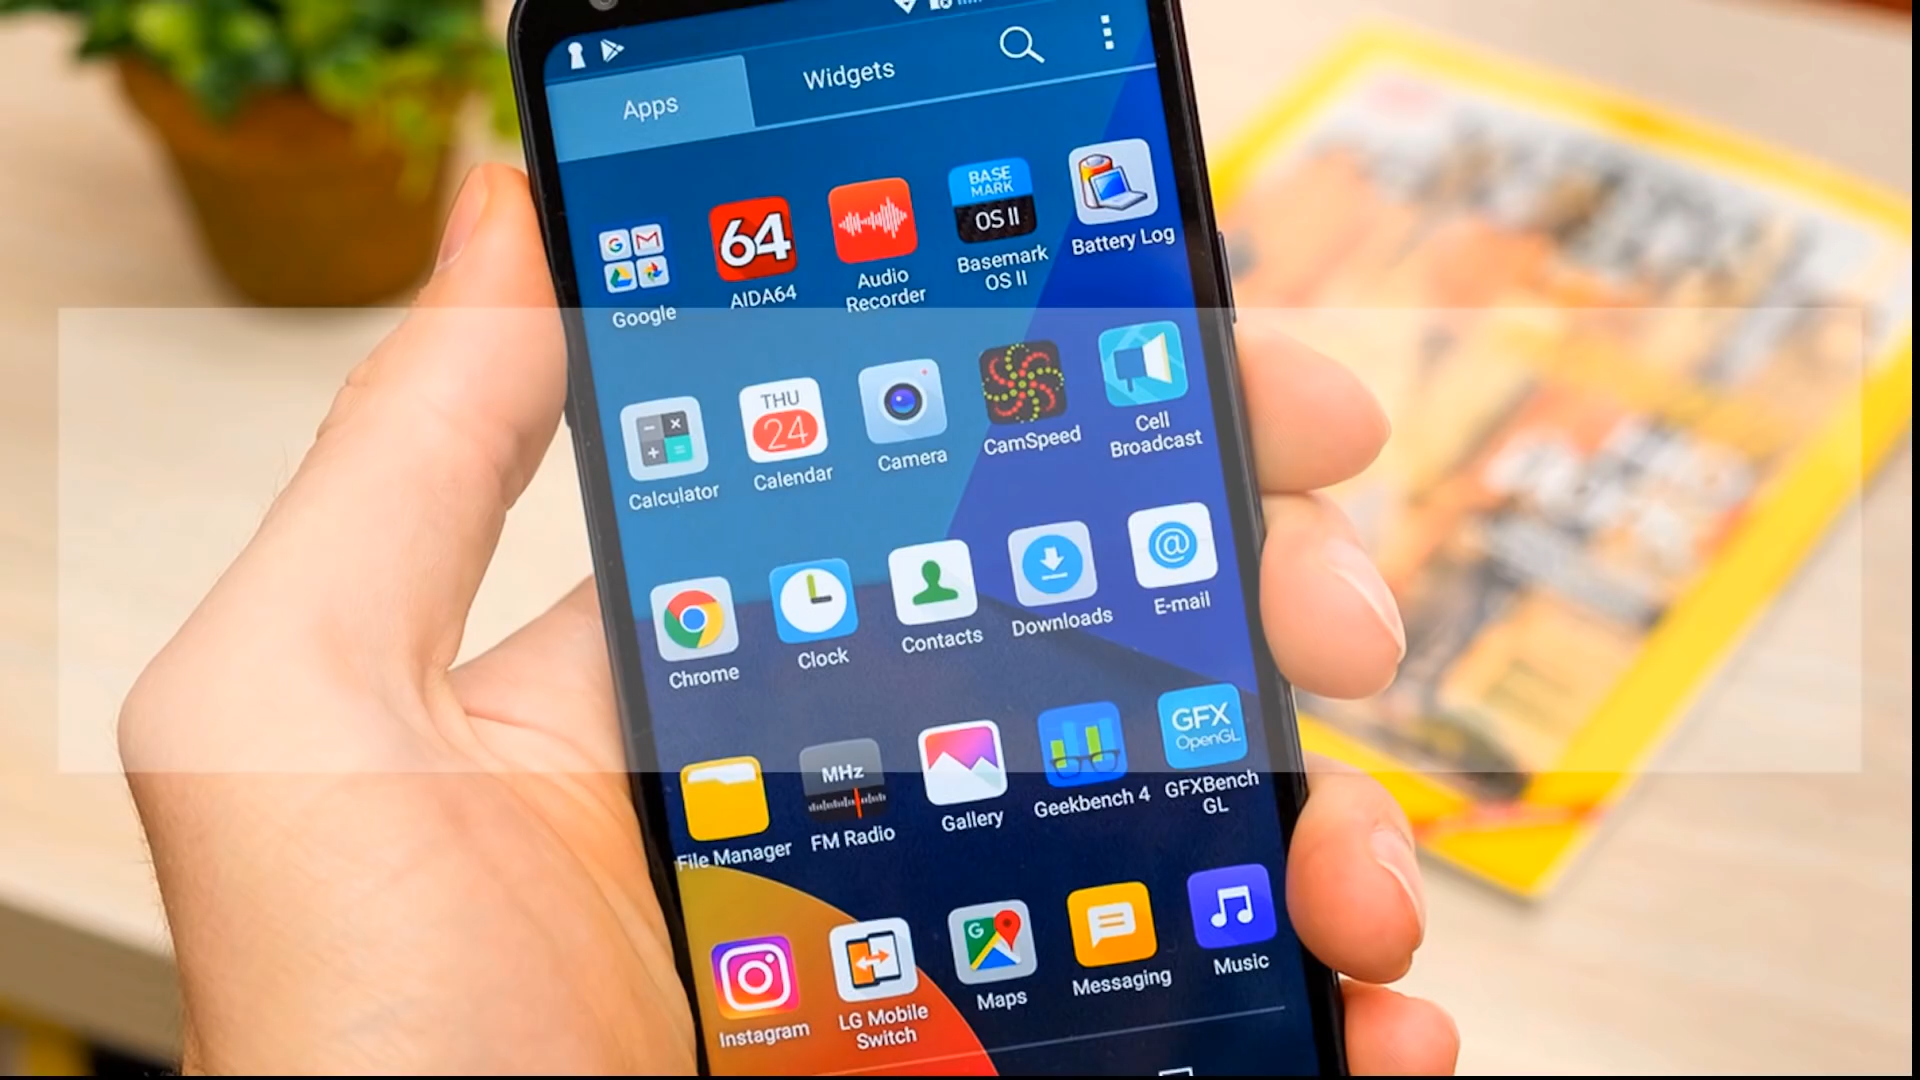 Apps
Widgets
Google
64
AIDA64
Audio
Recorder
BASE
MARK
OS II
Basemark
OS II
Battery Log
Calculator
THU
24
Calendar
Camera
CamSpeed
Cell
Broadcast
Chrome
Clock
Contacts
Downloads
@
E-mail
File Manager
MHz
FM Radio
Gallery
Geekbench 4
GFX
OpenGL
GFXBench
GL
Instagram
LG Mobile
Switch
G
Maps
Messaging
Music